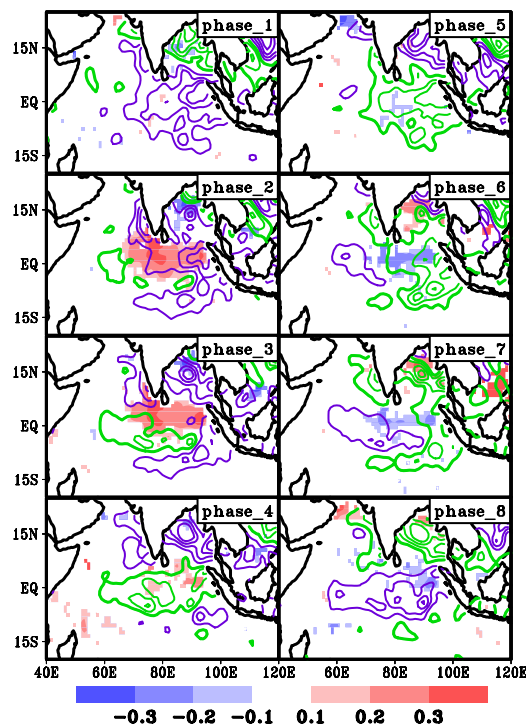 phase_1 phase_5
15N
EQ
15S
phase_2 phase_6
15N
EQ
15S
phase_3 phase_7
15N
EQ
15S
phase_4 phase_8
15N
EQ
15S
40E 60E 80E 100E 120E 60E 80E 100E 120E
-0.3 -0.2 -0.1 0.1 0.2 0.3